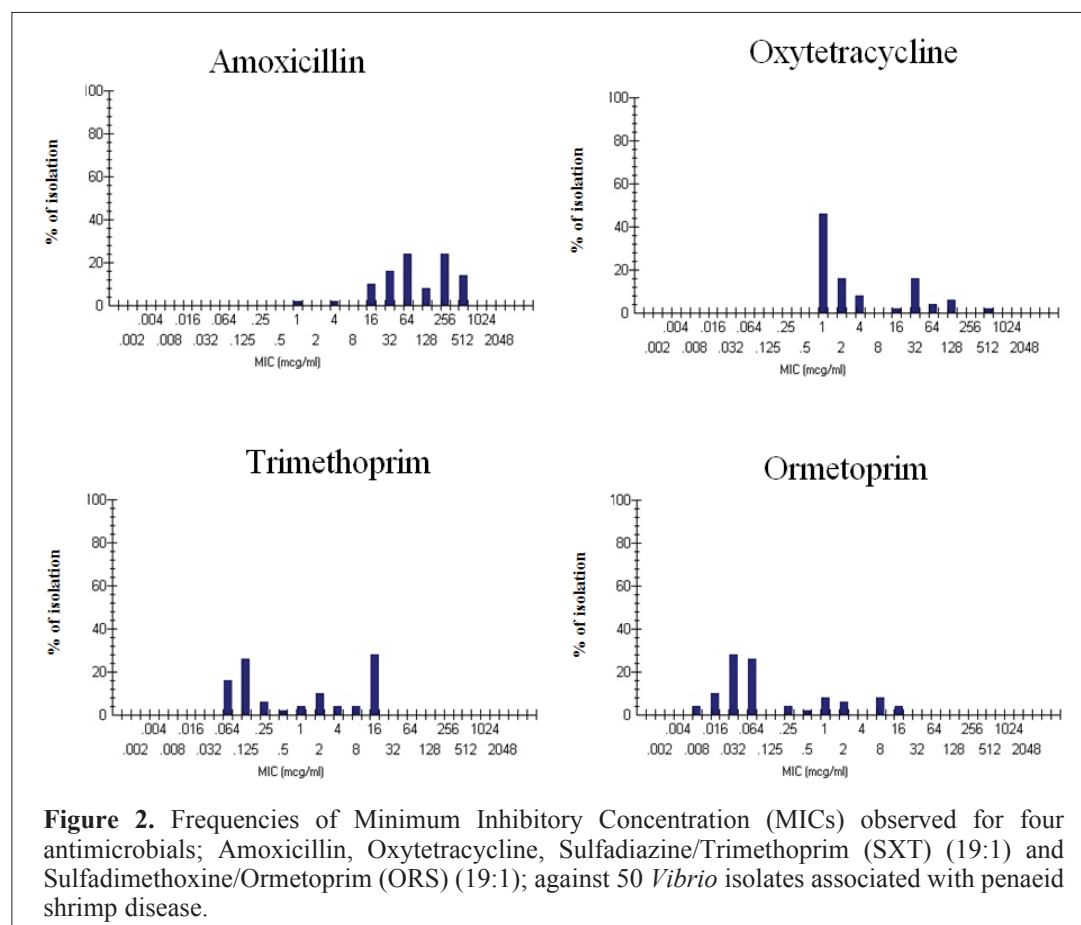 Amoxicillin
100
80
60
40
20
0
% of isolation
.004 .016 .064 .25 1 4 16 64 256 1024
.002 .008 .032 .125 .5 2 8 32 128 512 2048
MIC (mcg/ml)
Oxytetracycline
100
80
60
40
20
0
% of isolation
.004 .016 .064 .25 1 4 16 64 256 1024
.002 .008 .032 .125 .5 2 8 32 128 512 2048
MIC (mcg/ml)
Trimethoprim
100
80
60
40
20
0
% of isolation
.004 .016 .064 .25 1 4 16 64 256 1024
.002 .008 .032 .125 .5 2 8 32 128 512 2048
MIC (mcg/ml)
Ormetoprim
100
80
60
40
20
0
% of isolation
.004 .016 .064 .25 1 4 16 64 256 1024
.002 .008 .032 .125 .5 2 8 32 128 512 2048
MIC (mcg/ml)
Figure 2. Frequencies of Minimum Inhibitory Concentration (MICs) observed for four
antimicrobials; Amoxicillin, Oxytetracycline, Sulfadiazine/Trimethoprim (SXT) (19:1) and
Sulfadimethoxine/Ormetoprim (ORS) (19:1); against 50 Vibrio isolates associated with penaeid
shrimp disease.